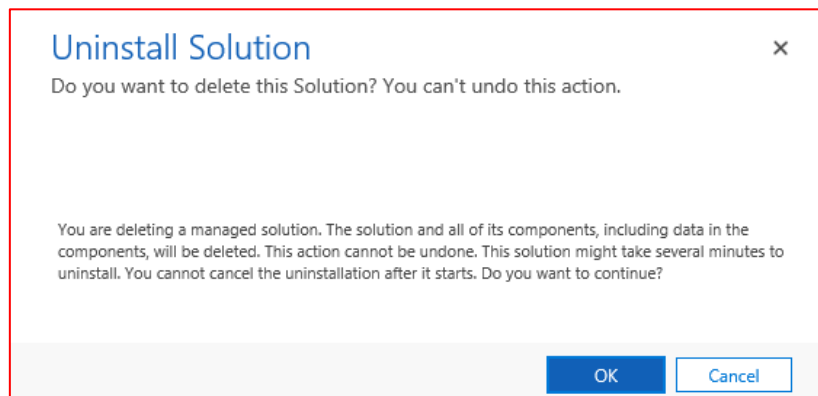 Uninstall Solution
Do you want to delete this Solution? You can't undo this action.
You are deleting a managed solution. The solution and all of its components, including data in the
components, will be deleted. This action cannot be undone. This solution might take several minutes to
uninstall. You cannot cancel the uninstallation after it starts. Do you want to continue?
OK Cancel